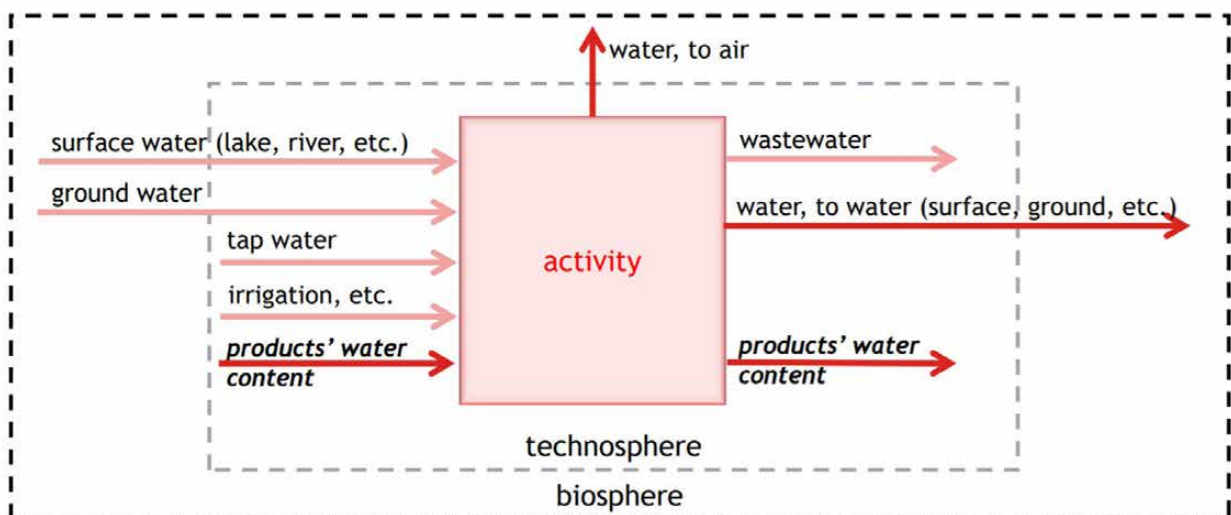 water, to air
surface water (lake, river, etc.)
wastewater
ground water
water, to water (surface, ground, etc.)
tap water
activity
irrigation, etc.
products’ water
content
products’ water
content
technosphere
biosphere